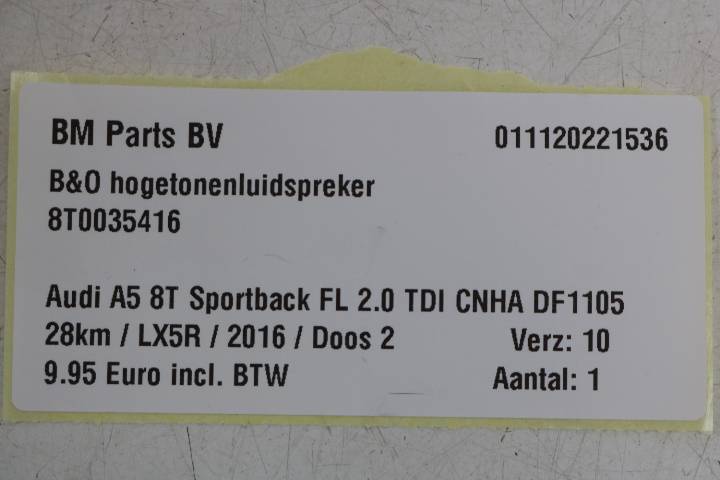 BM Parts BV 011120221536
B&O hogetonenluidspreker
8T0035416
Audi A5 8T Sportback FL 2.0 TDI CNHA DF1105
28km / LX5R / 2016 / Doos 2 Verz: 10
9.95 Euro incl. BTW Aantal: 1